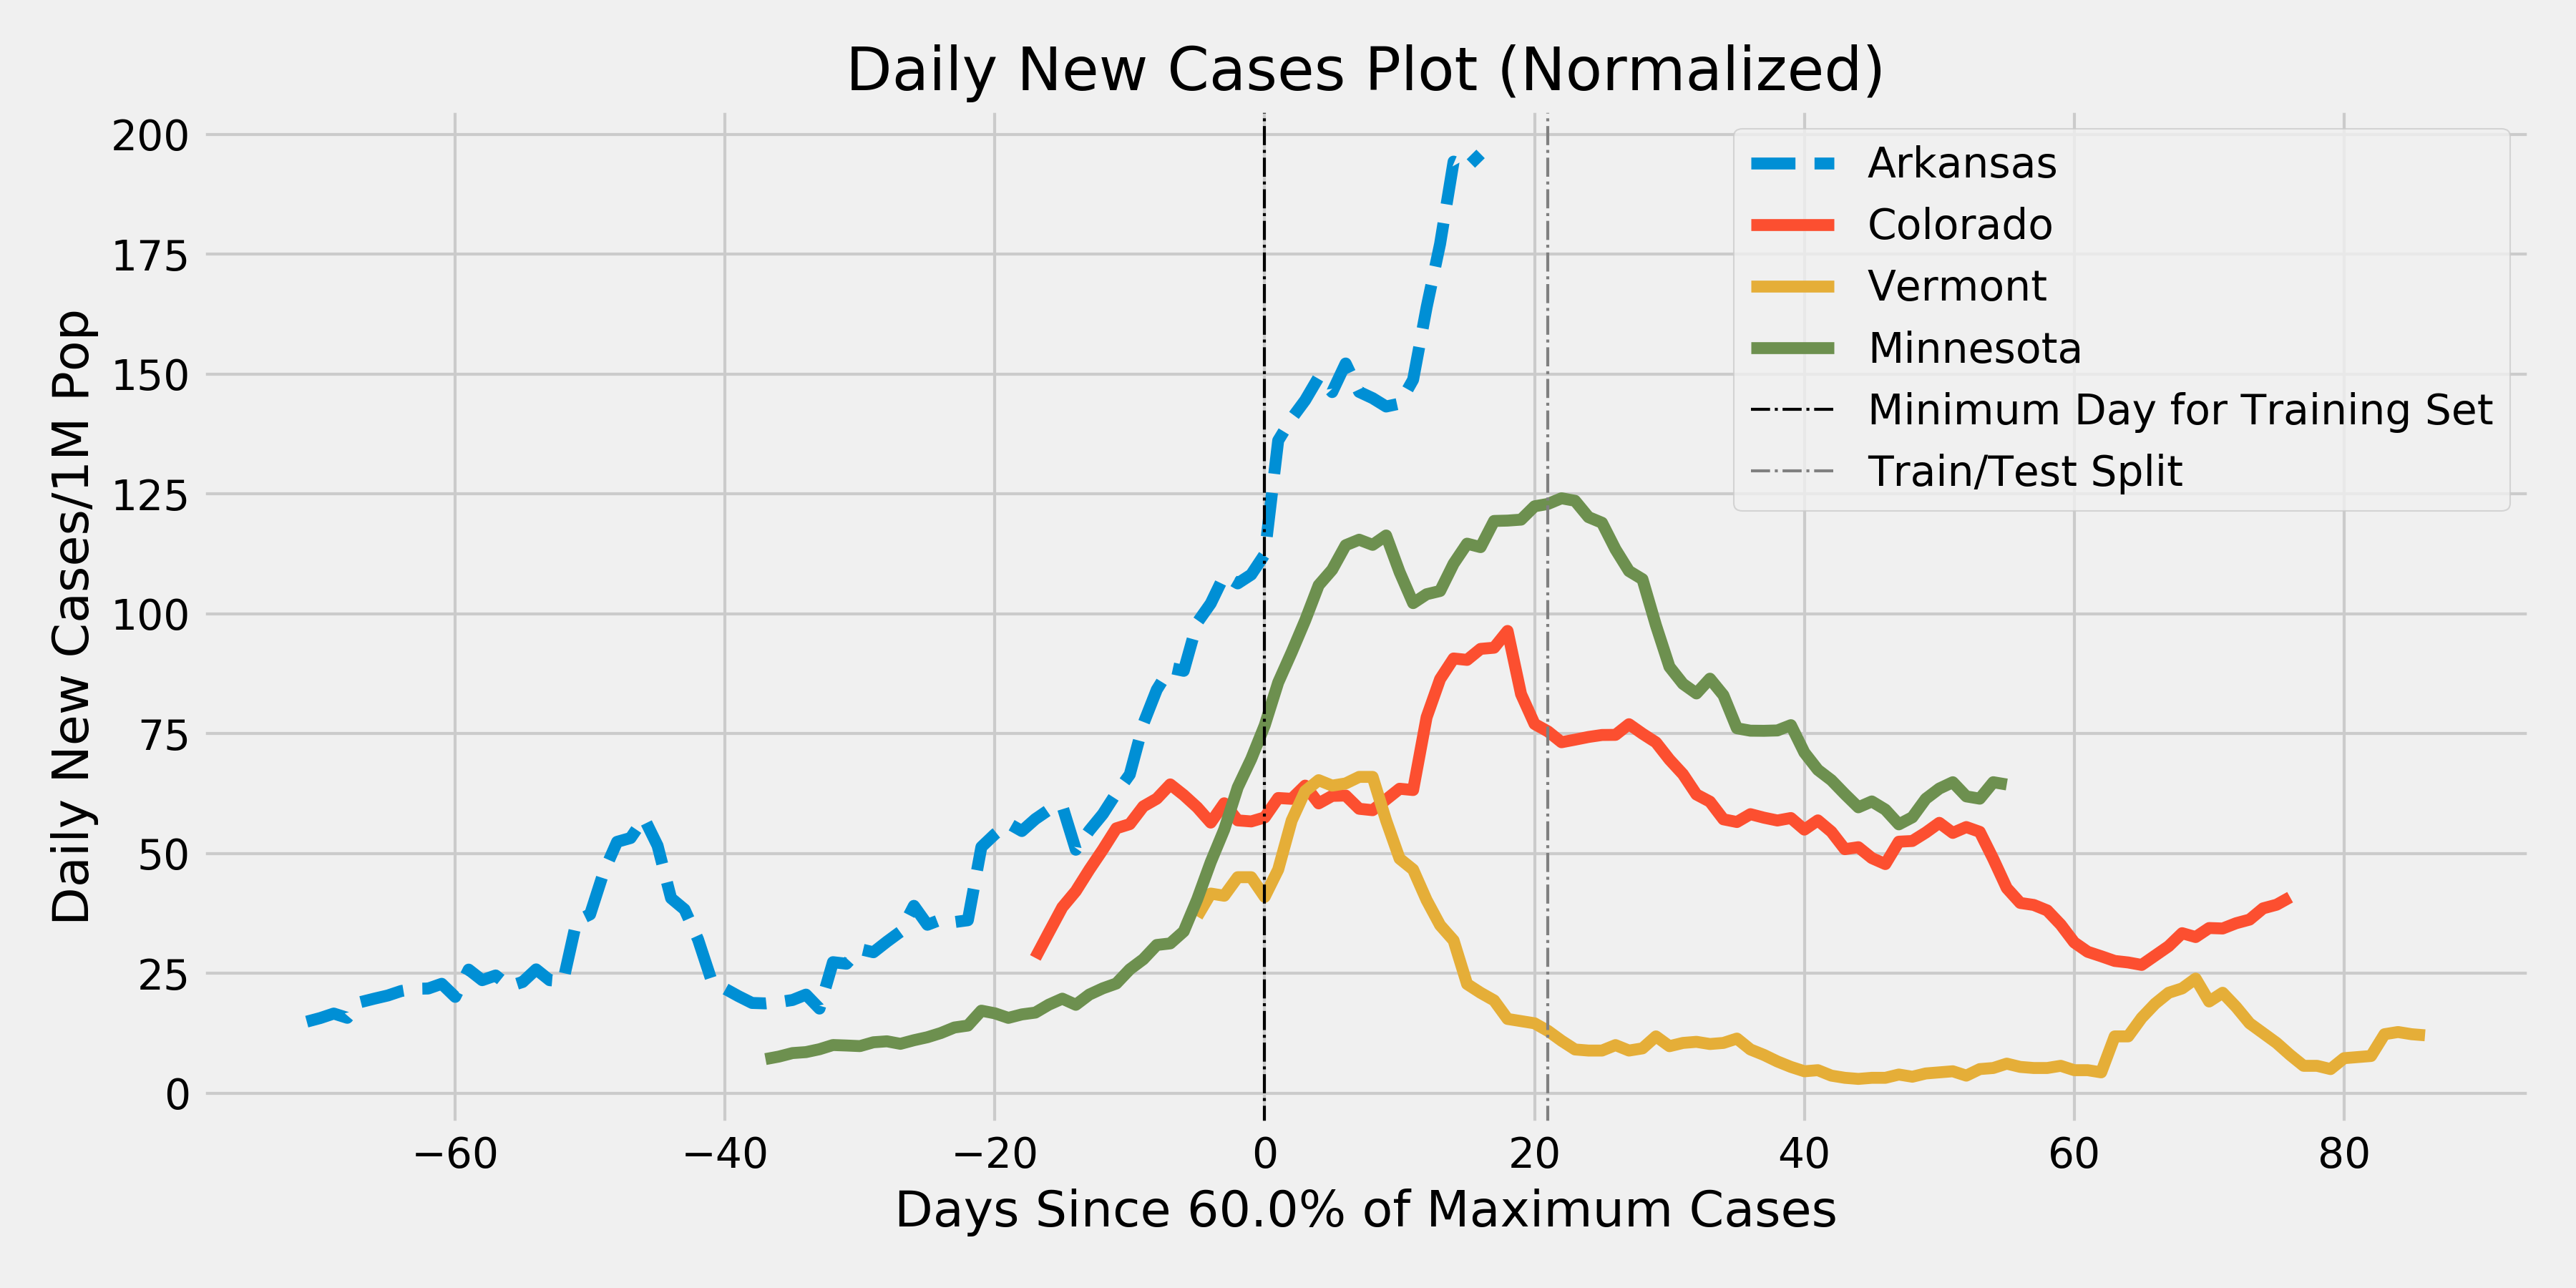 Daily New Cases Plot (Normalized)
Daily New Cases/1M Pop
200
175
150
125
100
75
50
25
0
Arkansas
Colorado
Vermont
Minnesota
Minimum Day for Training Set
Train/Test Split
−60 −40 −20 0 20 40 60 80
Days Since 60.0% of Maximum Cases